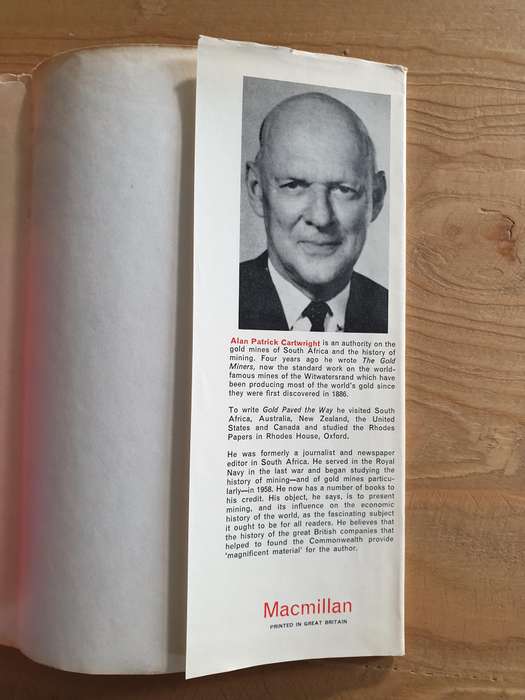 Alan Patrick Cartwright is an authority on the
gold mines of South Africa and the history of
mining. Four years ago he wrote The Gold
Miners, now the standard work on the world-
famous mines of the Witwatersrand which have
been producing most of the world's gold since
they were first discovered in 1886.
To write Gold Paved the Way he visited South
Africa, Australia, New Zealand, the United
States and Canada and studied the Rhodes
Papers in Rhodes House, Oxford.
He was formerly a journalist and newspaper
editor in South Africa. He served in the Royal
Navy in the last war and began studying the
history of mining—and of gold mines particu-
larly—in 1958. He now has a number of books to
his credit. His object, he says, is to present
mining, and its influence on the economic
history of the world, as the fascinating subject
it ought to be for all readers. He believes that
the history of the great British companies that
helped to found the Commonwealth provide
'magnificent material' for the author.
Macmillan
PRINTED IN GREAT BRITAIN